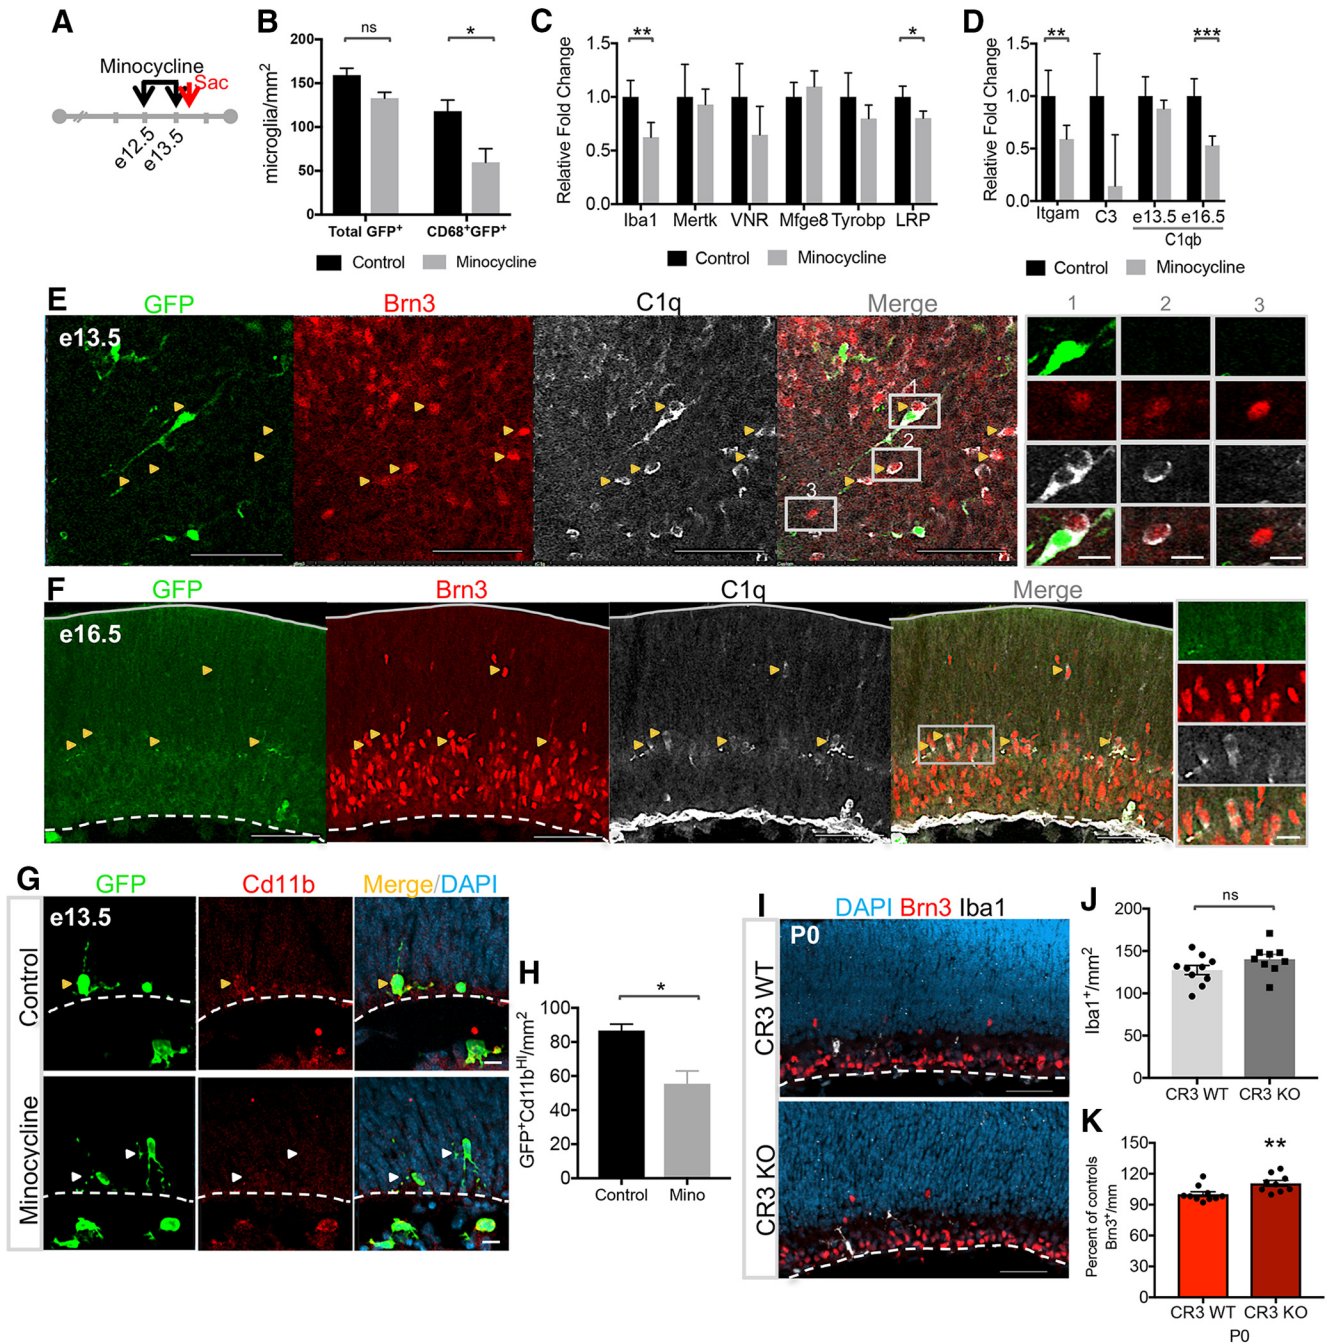 A
Minocycline
Sac
e12.5
e13.5
B
ns
*
200
150
100
50
0
microglia/mm2
Total GFP+
CD68+GFP+
Control
Minocycline
C
**
*
1.5
1.0
0.5
0.0
Relative Fold Change
Iba1
Mertk
VNR
Mfge8
Tyrobp
LRP
Control
Minocycline
D
**
***
1.5
1.0
0.5
0.0
Relative Fold Change
Itgam
C3
e13.5
e16.5
C1qb
Control
Minocycline
E
GFP
Brn3
C1q
Merge
1
2
3
e13.5
1
2
3
F
GFP
Brn3
C1q
Merge
e16.5
G
GFP
Cd11b
Merge/DAPI
Control
e13.5
Minocycline
H
*
100
80
60
40
20
0
GFP+Cd11bHI/mm2
Control
Mino
I
DAPI Brn3 Iba1
P0
CR3 WT
CR3 KO
J
ns
200
150
100
50
0
Iba1+/mm2
CR3 WT
CR3 KO
K
**
150
120
90
60
30
0
Percent of controls
Brn3+/mm
CR3 WT
CR3 KO
P0